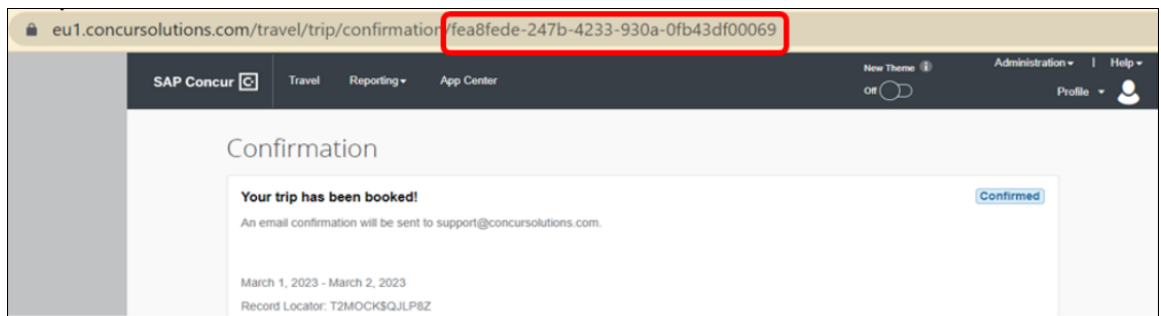 eu1.concursolutions.com/travel/trip/confirmation/fea8fede-247b-4233-930a-0fb43df00069
SAP Concur C Travel Reporting App Center New Theme i Off Administration | Help Profile
Confirmation
Your trip has been booked! Confirmed
An email confirmation will be sent to support@concursolutions.com.
March 1, 2023 - March 2, 2023
Record Locator: T2MOCK$QJLP8Z